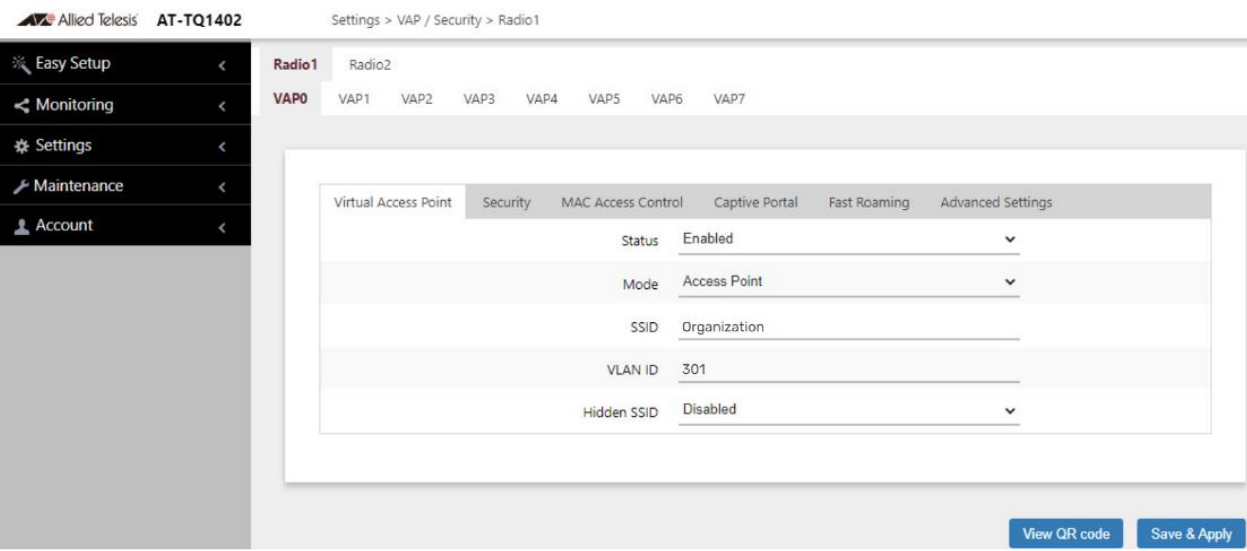 Allied Telesis AT-TQ1402 Settings > VAP / Security > Radio1
Easy Setup
Monitoring
Settings
Maintenance
Account
Radio1 Radio2
VAP0 VAP1 VAP2 VAP3 VAP4 VAP5 VAP6 VAP7
Virtual Access Point Security MAC Access Control Captive Portal Fast Roaming Advanced Settings
Status Enabled
Mode Access Point
SSID Organization
VLAN ID 301
Hidden SSID Disabled
View QR code Save & Apply